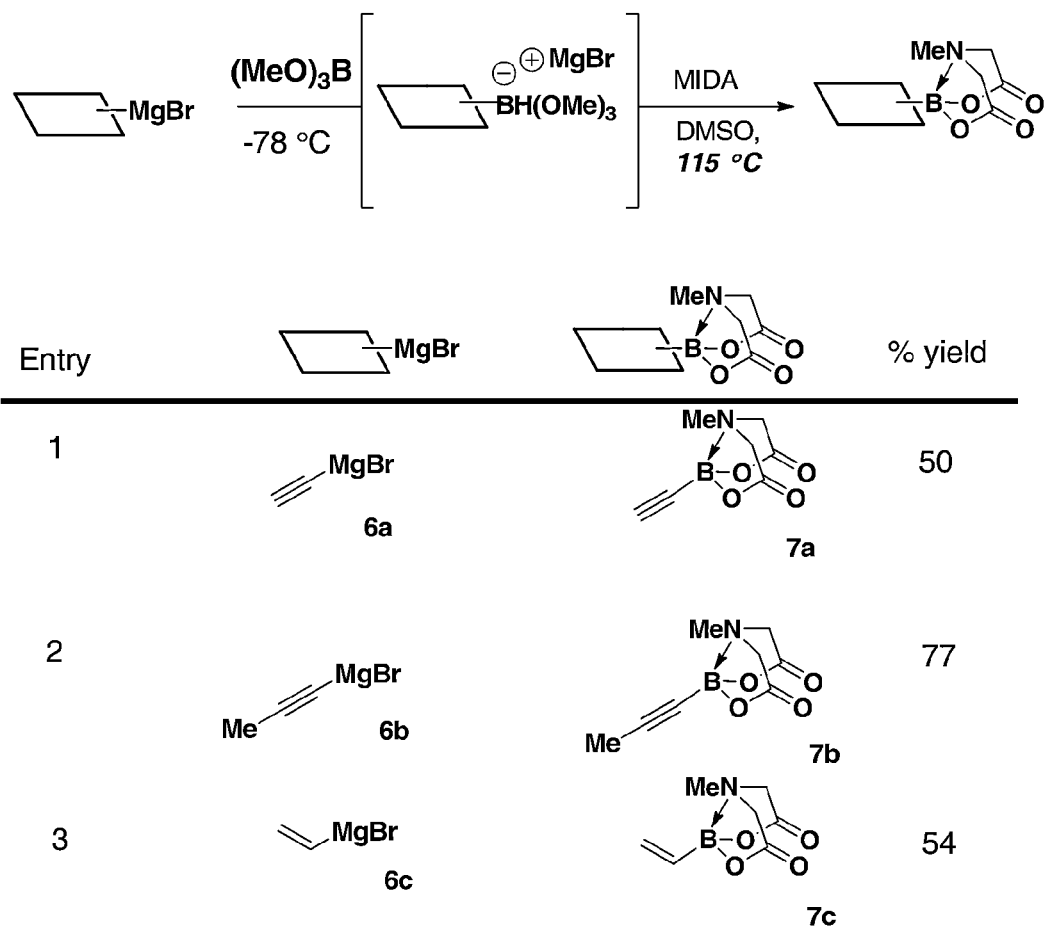 (MeO)3B
MgBr
-78 °C
⊖ ⊕ MgBr
BH(OMe)3
MIDA
DMSO,
115 °C
MeN
B O O
O O
Entry
MgBr
MeN
B O O
O O
% yield
1
MgBr
6a
MeN
B O O
O O
7a
50
2
MgBr
Me
6b
MeN
B O O
O O
Me
7b
77
3
MgBr
6c
MeN
B O O
O O
7c
54